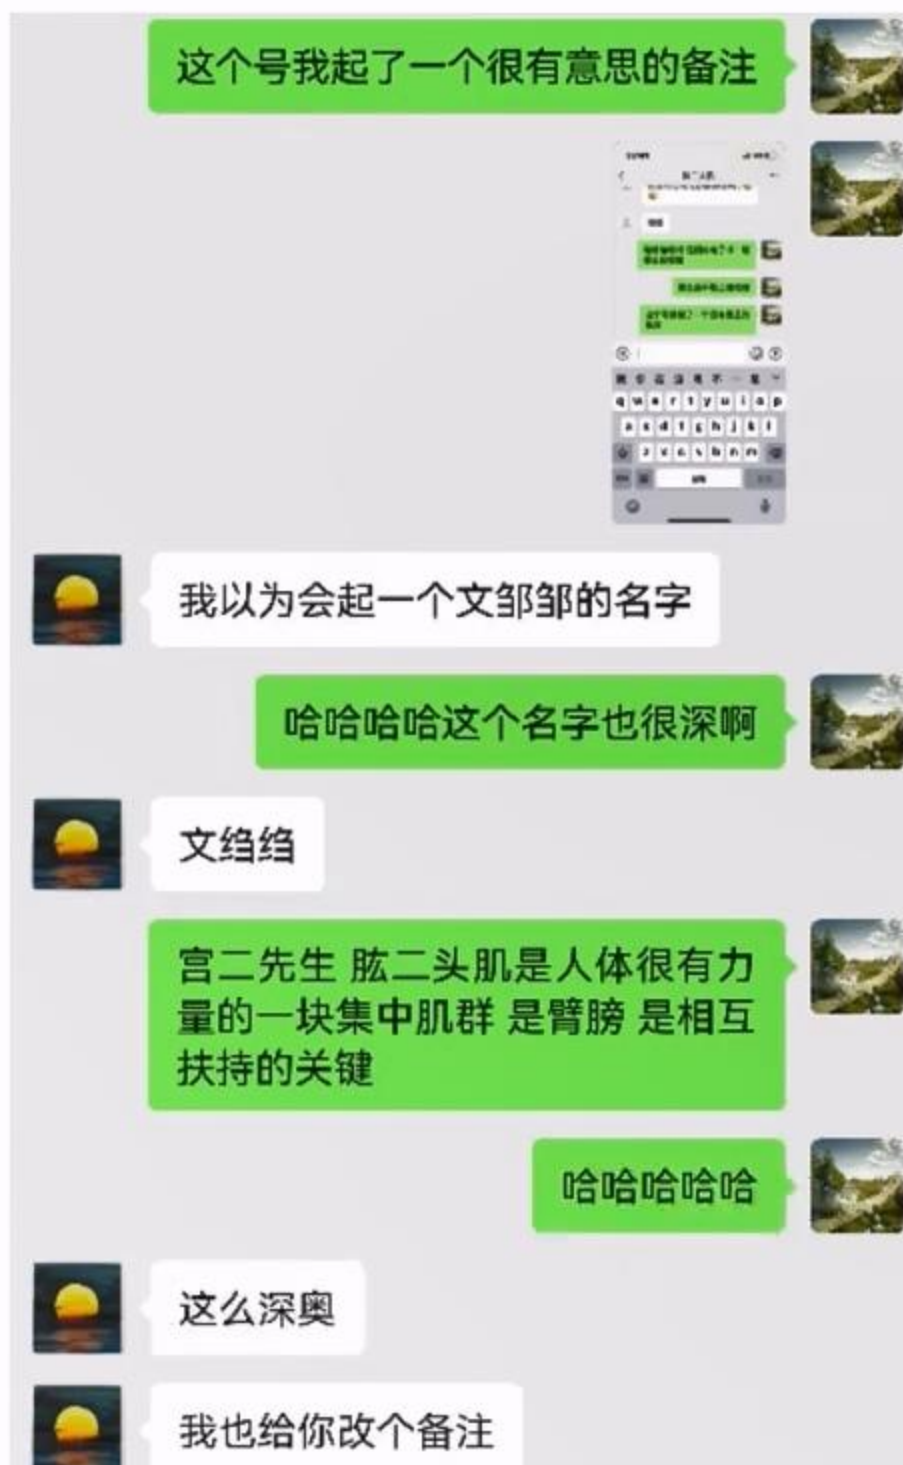 这个号我起了一个很有意思的备注
q w e r t y u i o p
a s d f g h j k l
z x c v b n m
我以为会起一个文邹邹的名字
哈哈哈哈这个名字也很深啊
文绉绉
宫二先生 肱二头肌是人体很有力
量的一块集中肌群 是臂膀 是相互
扶持的关键
哈哈哈哈哈
这么深奥
我也给你改个备注